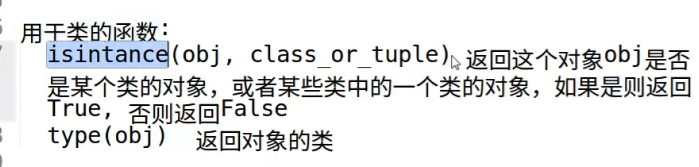 用于类的函数:
isintance(obj, class_or_tuple) 返回这个对象obj是否
是某个类的对象，或者某些类中的一个类的对象，如果是则返回
True, 否则返回False
type(obj) 返回对象的类